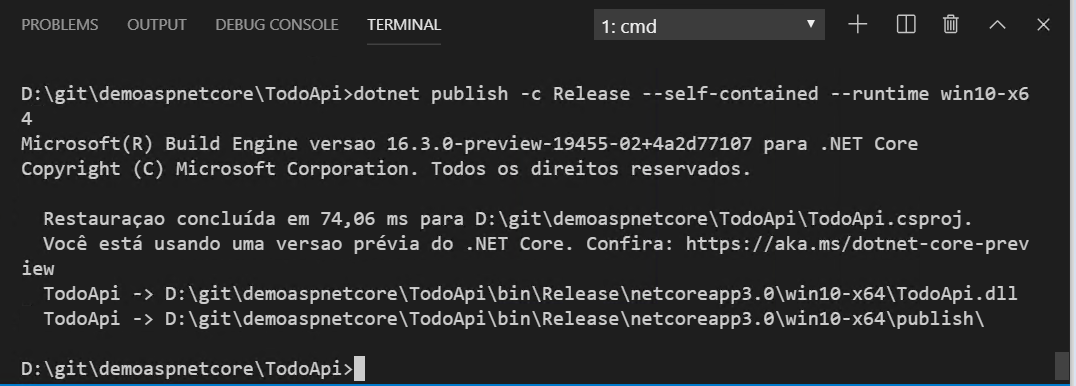 PROBLEMS OUTPUT DEBUG CONSOLE TERMINAL 1: cmd
D:\git\demoaspnetcore\TodoApi>dotnet publish -c Release --self-contained --runtime win10-x6
4
Microsoft(R) Build Engine versao 16.3.0-preview-19455-02+4a2d77107 para .NET Core
Copyright (C) Microsoft Corporation. Todos os direitos reservados.
Restauraçao concluída em 74,06 ms para D:\git\demoaspnetcore\TodoApi\TodoApi.csproj.
Você está usando uma versao prévia do .NET Core. Confira: https://aka.ms/dotnet-core-prev
iew
TodoApi -> D:\git\demoaspnetcore\TodoApi\bin\Release\netcoreapp3.0\win10-x64\TodoApi.dll
TodoApi -> D:\git\demoaspnetcore\TodoApi\bin\Release\netcoreapp3.0\win10-x64\publish\
D:\git\demoaspnetcore\TodoApi>